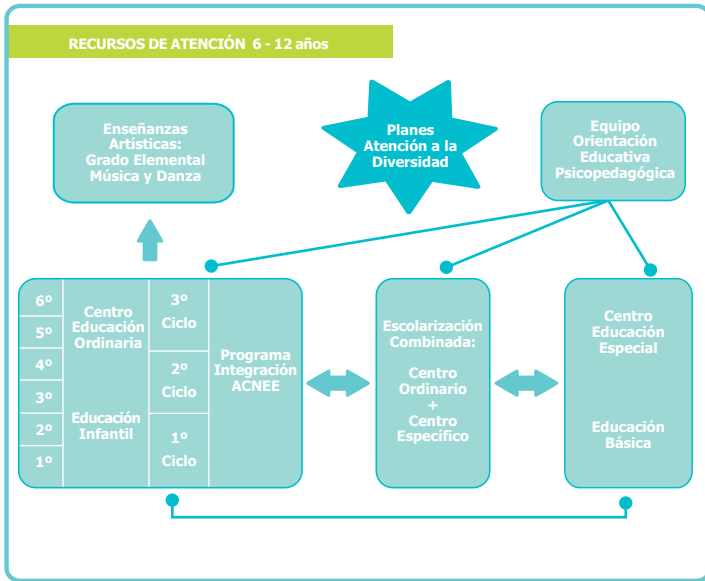 RECURSOS DE ATENCIÓN 6 - 12 años
Enseñanzas
Artísticas:
Grado Elemental
Música y Danza
Planes
Atención a la
Diversidad
Equipo
Orientación
Educativa
Psicopedagógica
6º
5º
4º
3º
2º
1º
Centro
Educación
Ordinaria
Educación
Infantil
3º
Ciclo
2º
Ciclo
1º
Ciclo
Programa
Integración
ACNEE
Escolarización
Combinada:
Centro
Ordinario
+
Centro
Específico
Centro
Educación
Especial
Educación
Básica